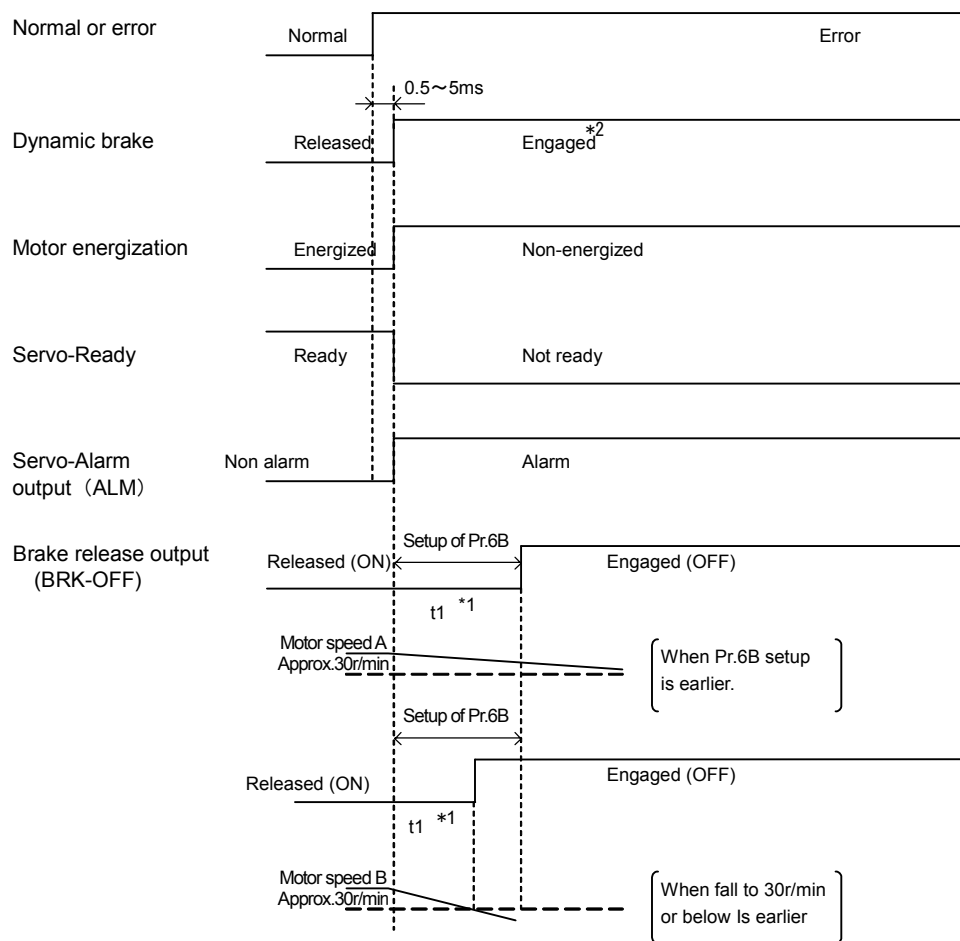 Normal or error
Normal
Error
0.5～5ms
Dynamic brake
Released
Engaged*2
Motor energization
Energized
Non-energized
Servo-Ready
Ready
Not ready
Servo-Alarm
output（ALM）
Non alarm
Alarm
Brake release output
(BRK-OFF)
Released (ON)
Setup of Pr.6B
Engaged (OFF)
t1 *1
Motor speed A
Approx.30r/min
When Pr.6B setup
is earlier.
Setup of Pr.6B
Released (ON)
Engaged (OFF)
t1 *1
Motor speed B
Approx.30r/min
When fall to 30r/min
or below Is earlier